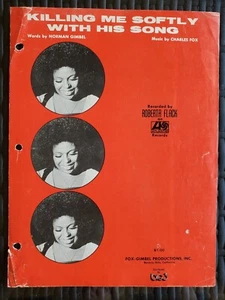 KILLING ME SOFTLY
WITH HIS SONG
Words by NORMAN GIMBEL
Music by CHARLES FOX
Recorded by
ROBERTA FLACK
on
ATLANTIC
Records
FOX-GIMBEL PRODUCTIONS, INC.